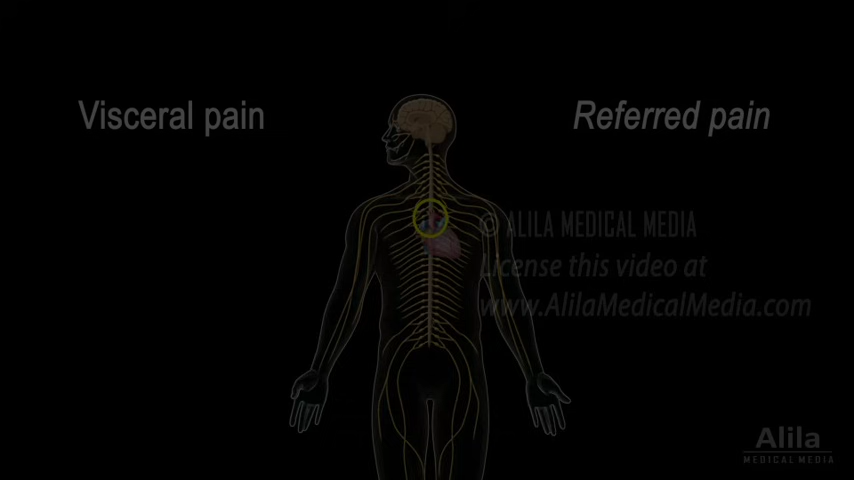 Visceral pain
Referred pain
© ALILA MEDICAL MEDIA
License this video at
www.AlilaMedicalMedia.com
Alila
MEDICAL MEDIA